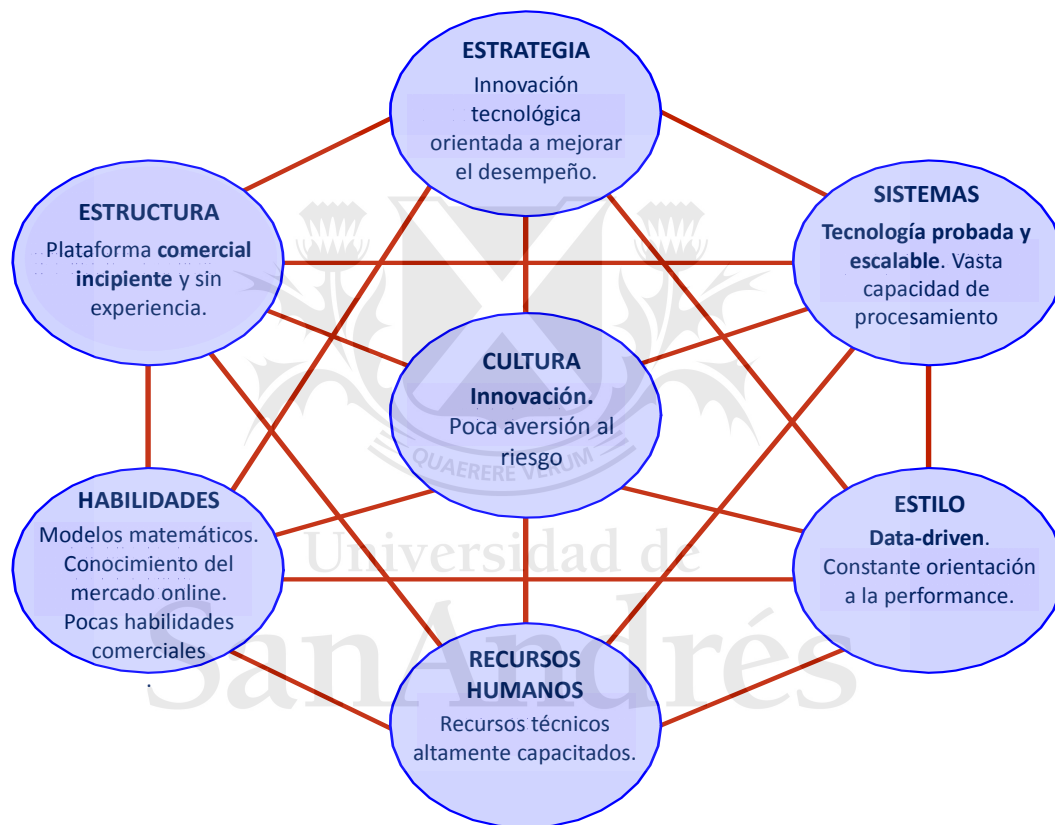 ESTRATEGIA
Innovación
tecnológica
orientada a mejorar
el desempeño.
ESTRUCTURA
Plataforma comercial
incipiente y sin
experiencia.
SISTEMAS
Tecnología probada y
escalable. Vasta
capacidad de
procesamiento
CULTURA
Innovación.
Poca aversión al
riesgo
QUAERERE VERUM
HABILIDADES
Modelos matemáticos.
Conocimiento del
mercado online.
Pocas habilidades
comerciales
.
ESTILO
Data-driven.
Constante orientación
a la performance.
Universidad de
SanAndrés
RECURSOS
HUMANOS
Recursos técnicos
altamente capacitados.